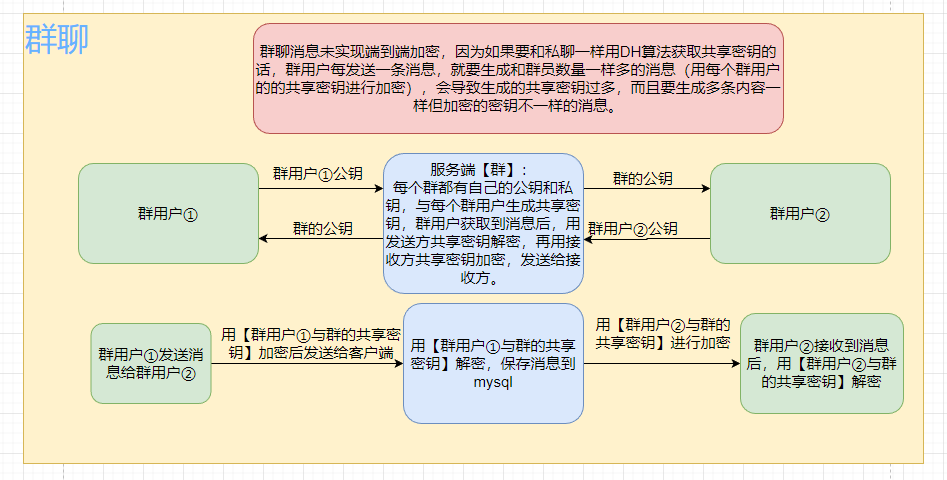 群聊
群聊消息未实现端到端加密，因为如果要和私聊一样用DH算法获取共享密钥的
话，群用户每发送一条消息，就要生成和群员数量一样多的消息（用每个群用户
的的共享密钥进行加密），会导致生成的共享密钥过多，而且要生成多条内容一
样但加密的密钥不一样的消息。
群用户①
群用户①公钥
群的公钥
服务端【群】：
每个群都有自己的公钥和私
钥，与每个群用户生成共享密
钥，群用户获取到消息后，用
发送方共享密钥解密，再用接
收方共享密钥加密，发送给接
收方。
群的公钥
群用户②公钥
群用户②
群用户①发送消
息给群用户②
用【群用户①与群的共享密
钥】加密后发送给客户端
用【群用户①与群的共享
密钥】解密，保存消息到
mysql
用【群用户②与群的
共享密钥】进行加密
群用户②接收到消息
后，用【群用户②与群
的共享密钥】解密